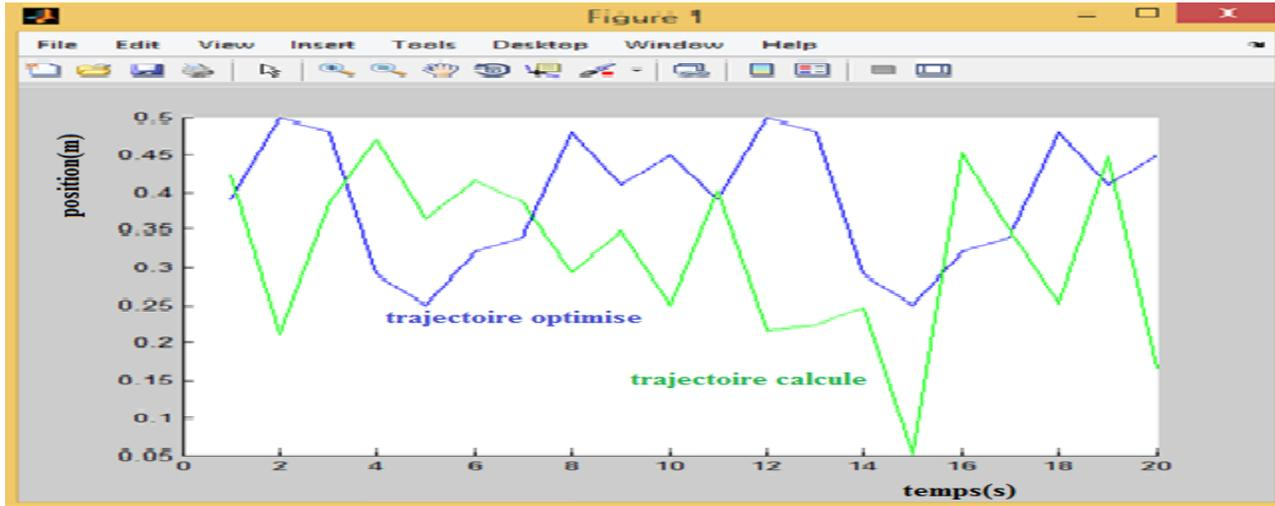 Figure 1
File Edit View Insert Tools Desktop Window Help
position(m)
0.5
0.45
0.4
0.35
0.3
0.25
0.2
0.15
0.1
0.05
trajectoire optimise
trajectoire calcule
0 2 4 6 8 10 12 14 16 18 20
temps(s)